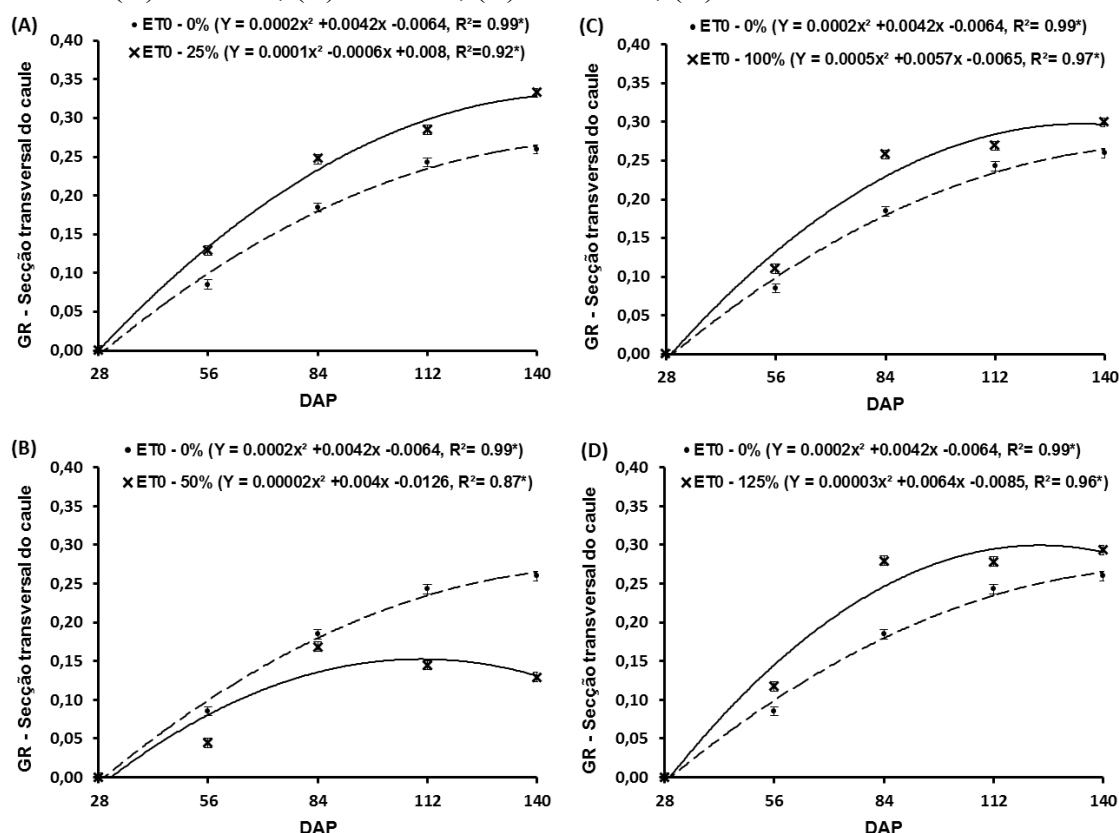 (A)
ET0 - 0% (Y = 0.0002x² +0.0042x -0.0064, R²= 0.99*)
ET0 - 25% (Y = 0.0001x² -0.0006x +0.008, R²=0.92*)
GR - Secção transversal do caule
0,40
0,35
0,30
0,25
0,20
0,15
0,10
0,05
0,00
28 56 84 112 140
DAP
(C)
ET0 - 0% (Y = 0.0002x² +0.0042x -0.0064, R²= 0.99*)
ET0 - 100% (Y = 0.0005x² +0.0057x -0.0065, R²= 0.97*)
GR - Secção transversal do caule
0,40
0,35
0,30
0,25
0,20
0,15
0,10
0,05
0,00
28 56 84 112 140
DAP
(B)
ET0 - 0% (Y = 0.0002x² +0.0042x -0.0064, R²= 0.99*)
ET0 - 50% (Y = 0.00002x² +0.004x -0.0126, R²= 0.87*)
GR - Secção transversal do caule
0,40
0,35
0,30
0,25
0,20
0,15
0,10
0,05
0,00
28 56 84 112 140
DAP
(D)
ET0 - 0% (Y = 0.0002x² +0.0042x -0.0064, R²= 0.99*)
ET0 - 125% (Y = 0.00003x² +0.0064x -0.0085, R²= 0.96*)
GR - Secção transversal do caule
0,40
0,35
0,30
0,25
0,20
0,15
0,10
0,05
0,00
28 56 84 112 140
DAP